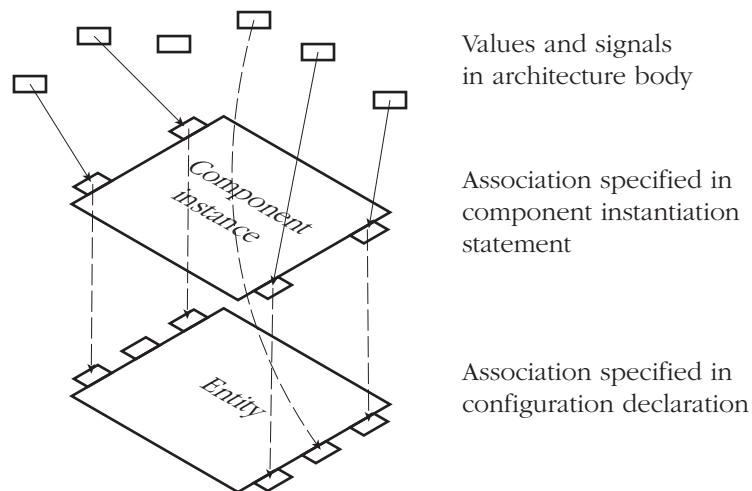 Values and signals
in architecture body
Component
instance
Association specified in
component instantiation
statement
Entity
Association specified in
configuration declaration